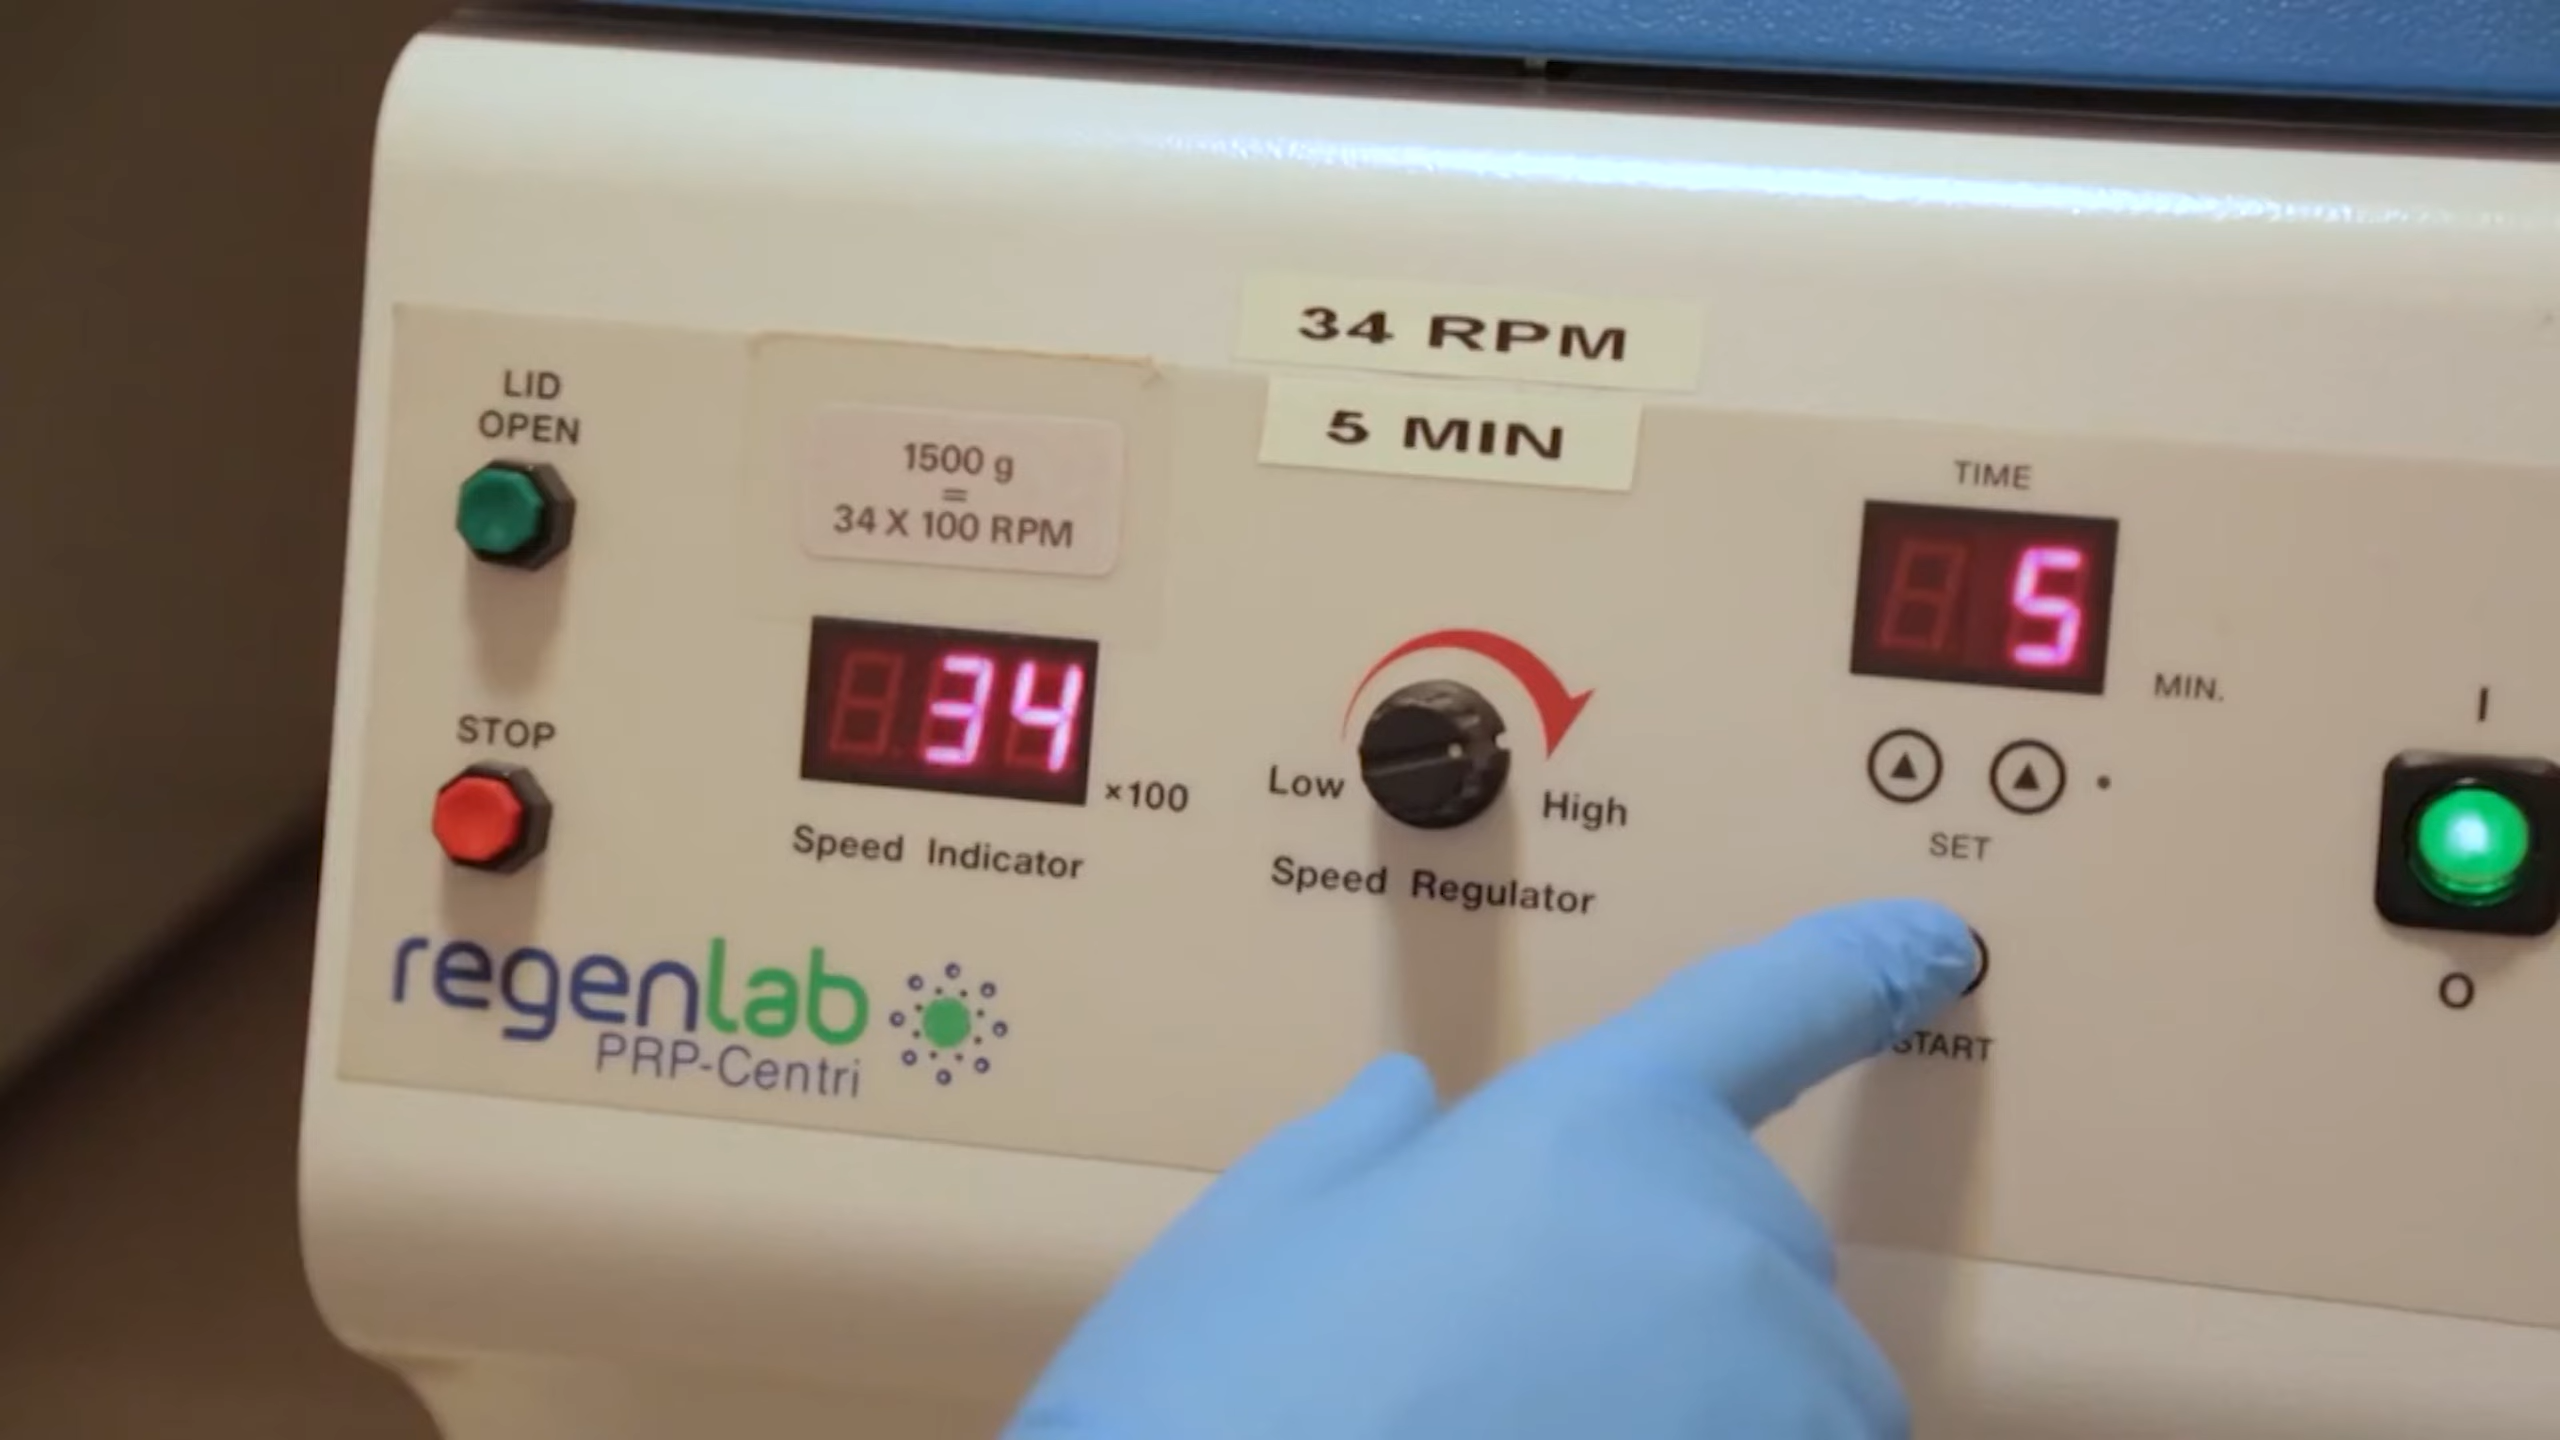 34 RPM
5 MIN
LID
OPEN
1500 g
=
34 X 100 RPM
TIME
5
MIN.
34
×100
Speed Indicator
Low
High
Speed Regulator
SET
START
STOP
I
O
regenlab
PRP-Centri